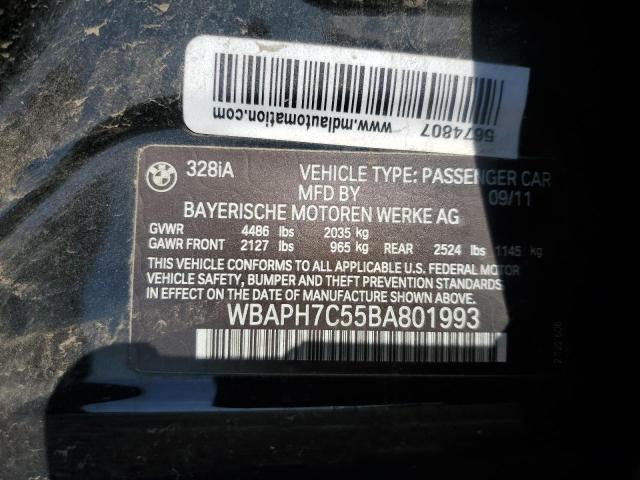 www.mdlautomation.com
5674807
BMW
328iA
VEHICLE TYPE: PASSENGER CAR
MFD BY 09/11
BAYERISCHE MOTOREN WERKE AG
GVWR 4486 lbs 2035 kg
GAWR FRONT 2127 lbs 965 kg REAR 2524 lbs 1145 kg
THIS VEHICLE CONFORMS TO ALL APPLICABLE U.S. FEDERAL MOTOR
VEHICLE SAFETY, BUMPER AND THEFT PREVENTION STANDARDS
IN EFFECT ON THE DATE OF MANUFACTURE SHOWN ABOVE.
WBAPH7C55BA801993